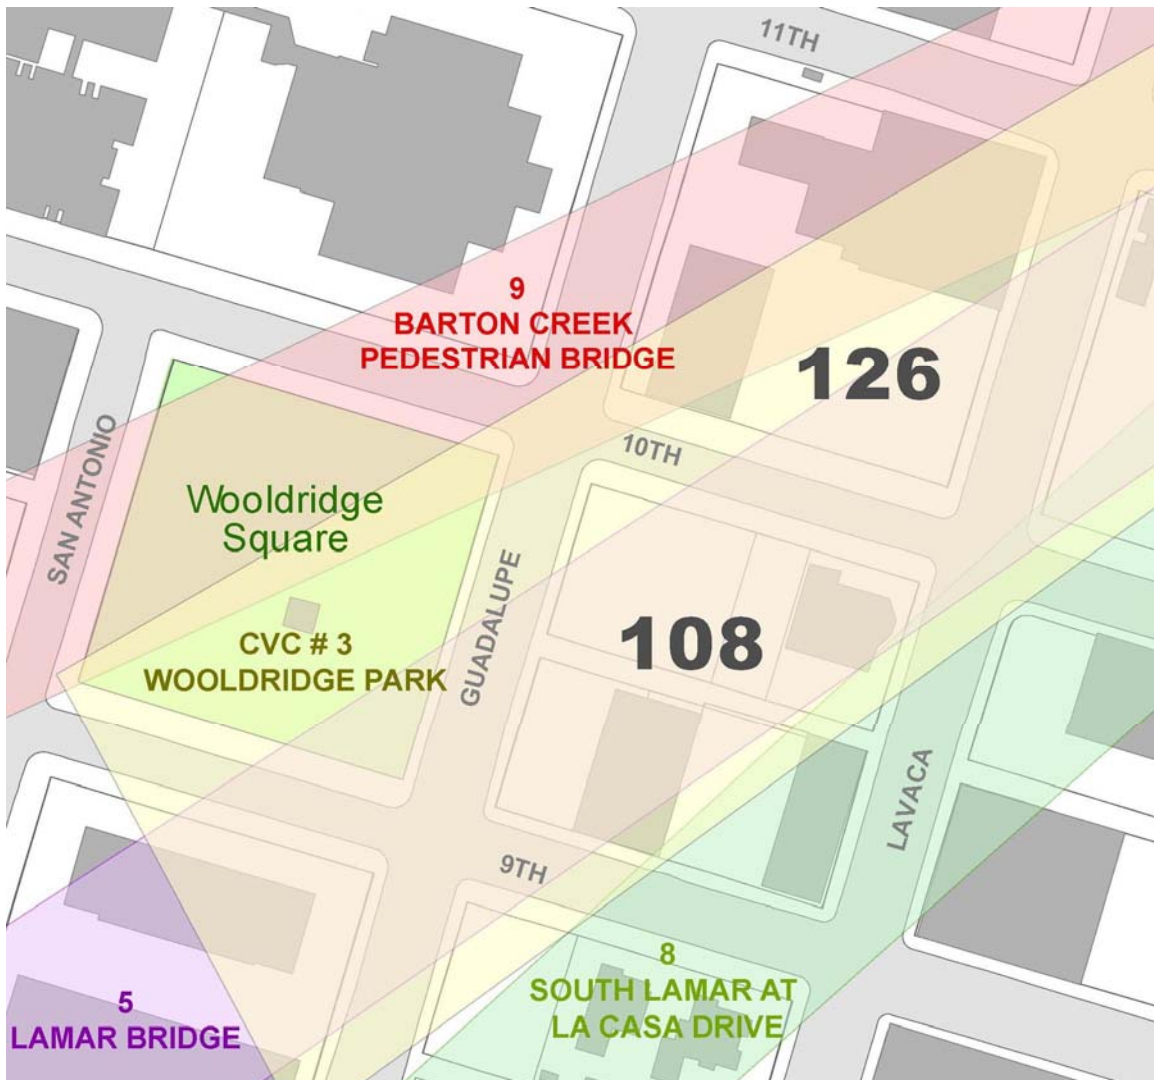 11TH
9
BARTON CREEK
PEDESTRIAN BRIDGE
126
SAN ANTONIO
10TH
Wooldridge
Square
GUADALUPE
108
CVC # 3
WOOLDRIDGE PARK
LAVACA
9TH
8
SOUTH LAMAR AT
LA CASA DRIVE
5
LAMAR BRIDGE